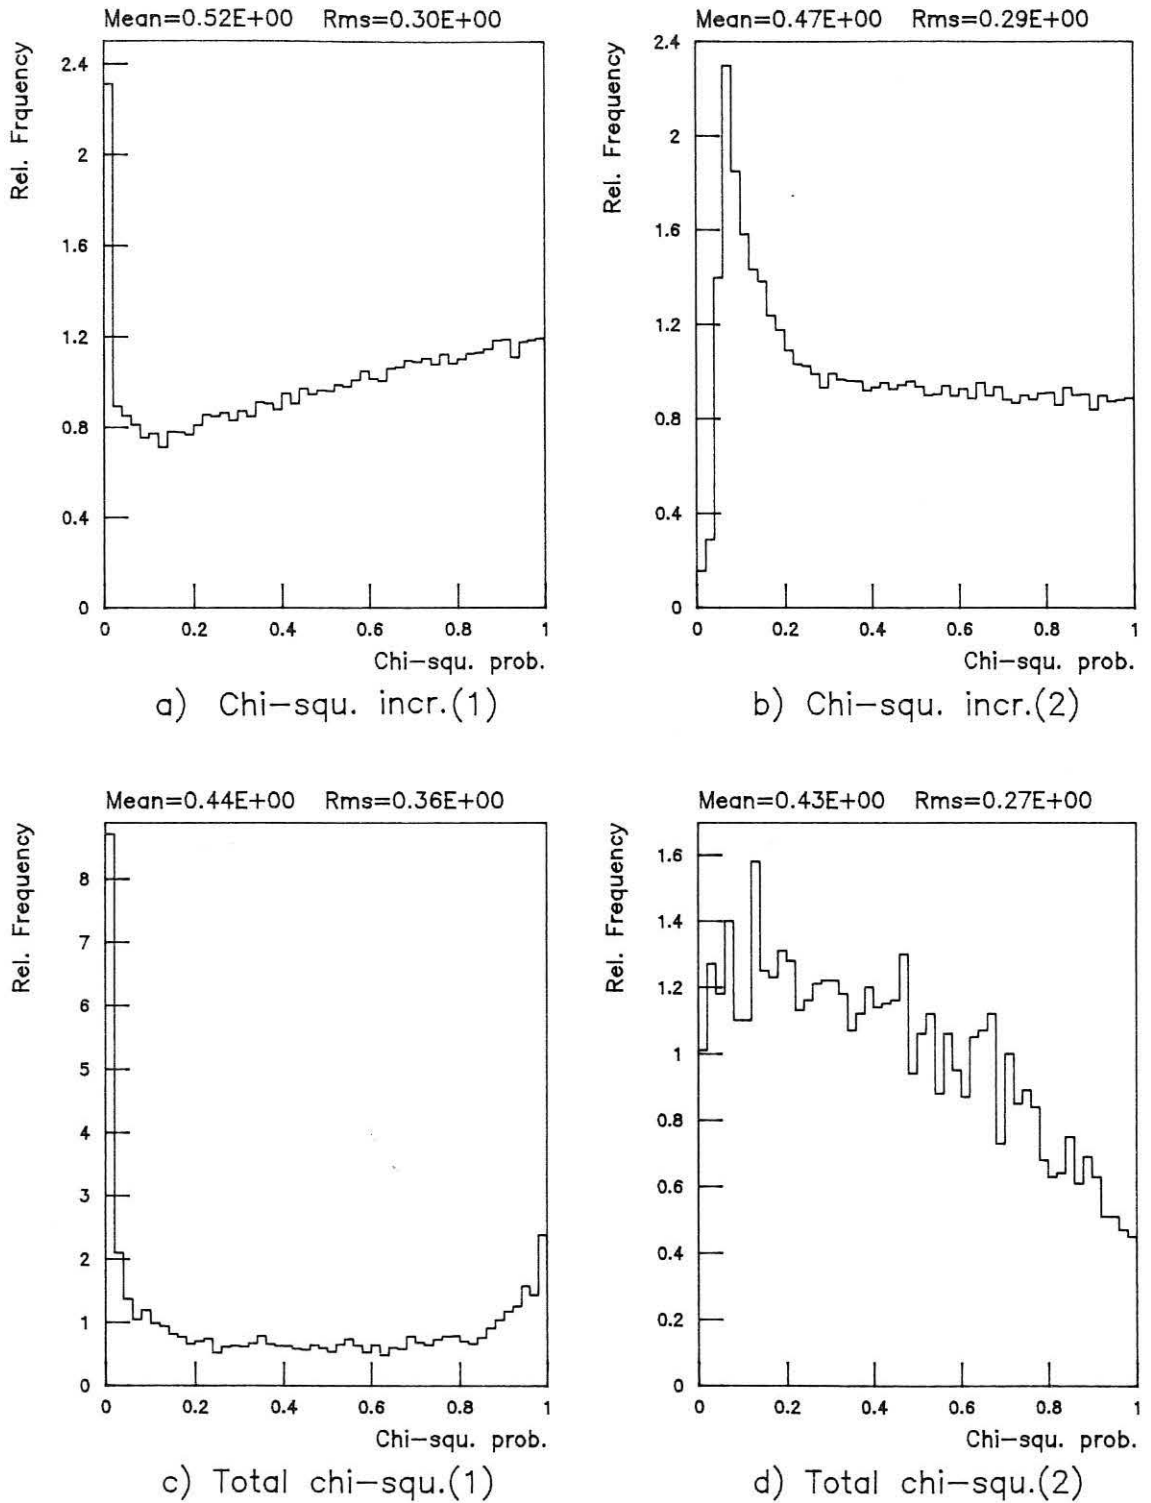 Mean=0.52E+00 Rms=0.30E+00
Rel. Frquency
2.4
2
1.6
1.2
0.8
0.4
0
0 0.2 0.4 0.6 0.8 1
Chi-squ. prob.
a) Chi-squ. incr.(1)
Mean=0.47E+00 Rms=0.29E+00
Rel. Frequency
2.4
2
1.6
1.2
0.8
0.4
0
0 0.2 0.4 0.6 0.8 1
Chi-squ. prob.
b) Chi-squ. incr.(2)
Mean=0.44E+00 Rms=0.36E+00
Rel. Frequency
8
7
6
5
4
3
2
1
0
0 0.2 0.4 0.6 0.8 1
Chi-squ. prob.
c) Total chi-squ.(1)
Mean=0.43E+00 Rms=0.27E+00
Rel. Frequency
1.6
1.4
1.2
1
0.8
0.6
0.4
0.2
0
0 0.2 0.4 0.6 0.8 1
Chi-squ. prob.
d) Total chi-squ.(2)